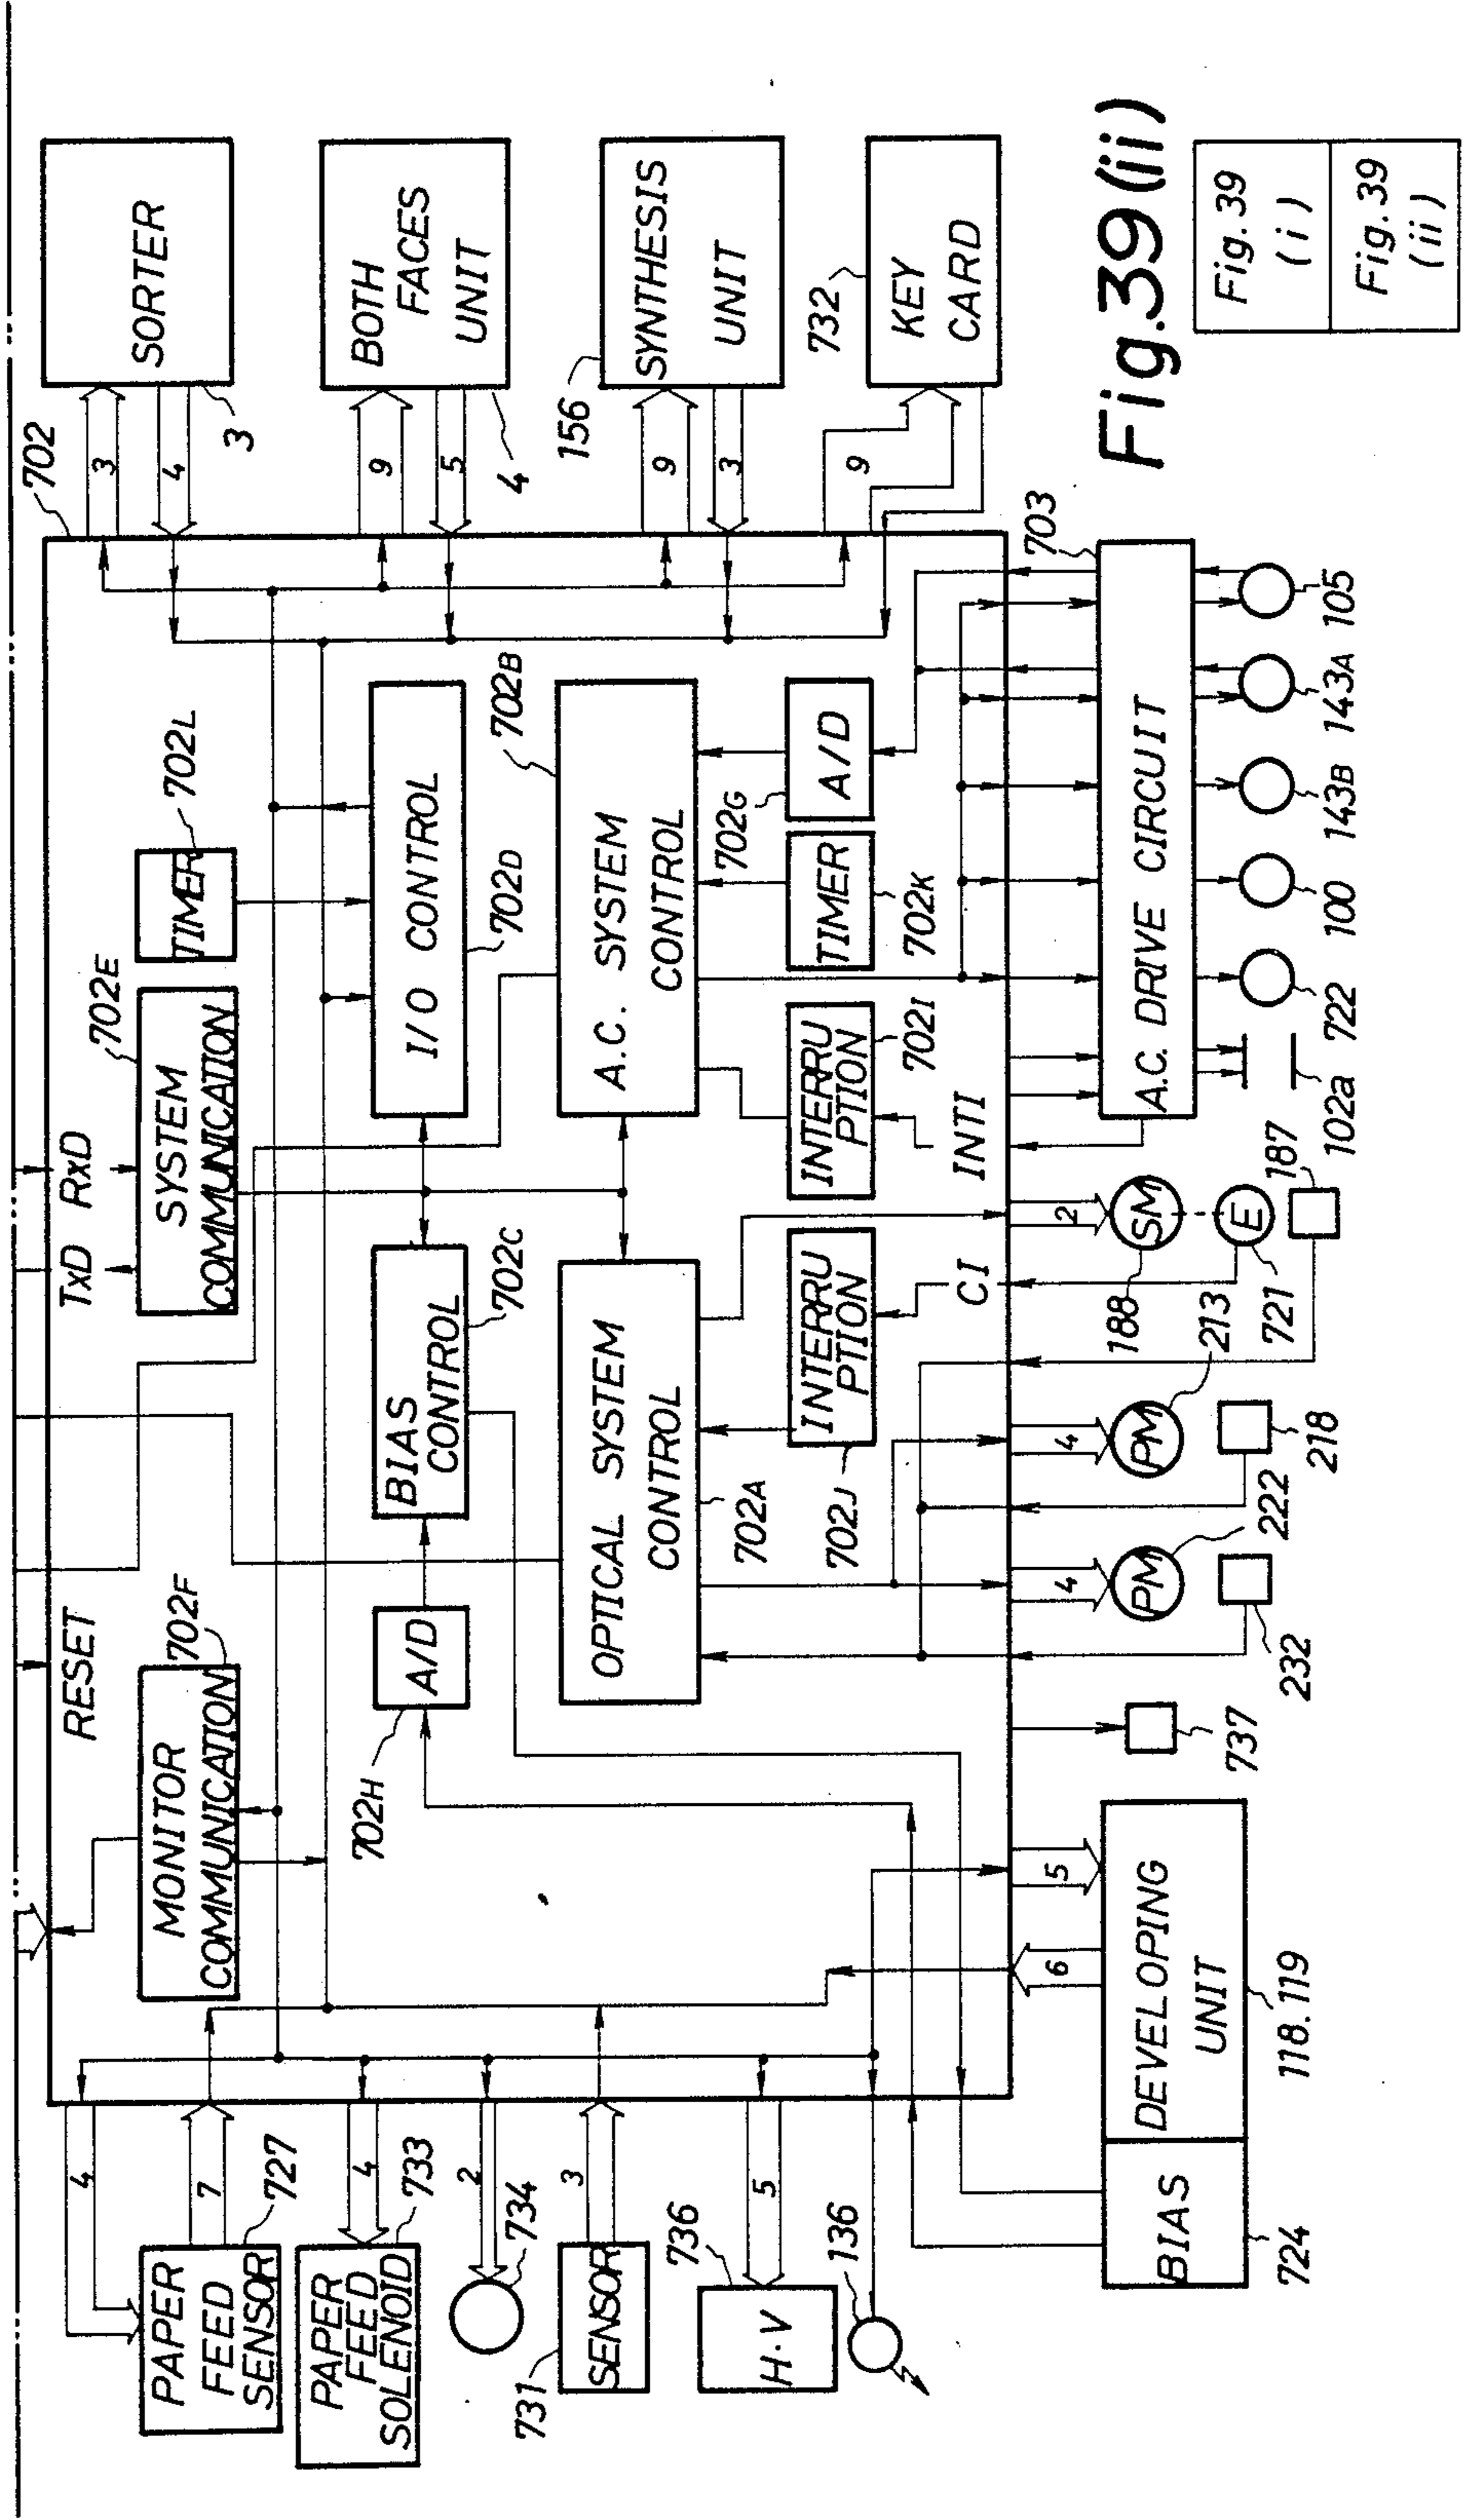 TxD RxD
RESET
702
MONITOR
COMMUNICATION
702F
SYSTEM
COMMUNICATION
702E
TIMER
702L
SORTER
3
4
3
BOTH
FACES
UNIT
9
5
4
SYNTHESIS
UNIT
156
9
3
KEY
CARD
732
9
4
PAPER
FEED
SENSOR
7
727
PAPER
FEED
SOLENOID
4
733
2
734
SENSOR
3
731
H·V
5
736
136
A/D
702H
BIAS
CONTROL
702C
I/O CONTROL
702D
OPTICAL SYSTEM
CONTROL
702A
A.C. SYSTEM
CONTROL
702B
INTERRU
PTION
702J
INTERRU
PTION
702I
TIMER
702K
A/D
702G
CI
INTI
BIAS
724
DEVELOPING
UNIT
118.119
6
5
737
4
PM
222
232
4
PM
213
218
2
SM
188
E
721
187
A.C. DRIVE CIRCUIT
703
102a
722
100
143B
143A
105
Fig.39(ii)
Fig.39
(i)
Fig.39
(ii)